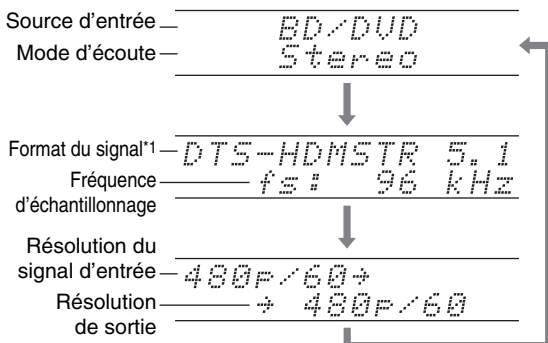 Source d'entrée
BD/DVD
Mode d'écoute
Stereo
Format du signal*1
DTS-HDMSTR 5.1
Fréquence
d'échantillonnage
fs: 96 kHz
Résolution du
signal d'entrée
480p/60→
Résolution
de sortie
→ 480p/60